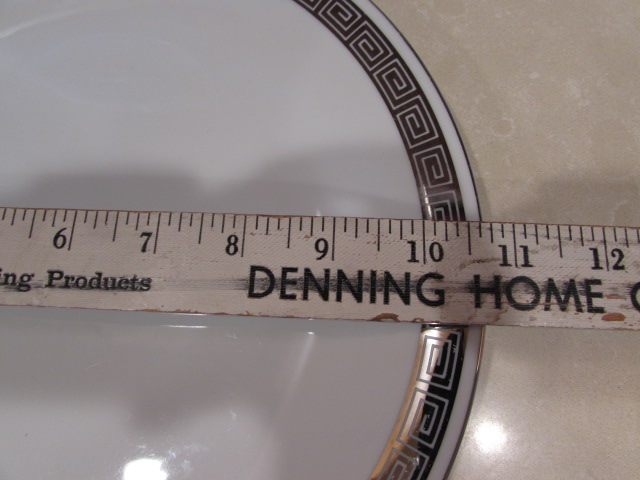 6 7 8 9 10 11 12
ing Products DENNING HOME